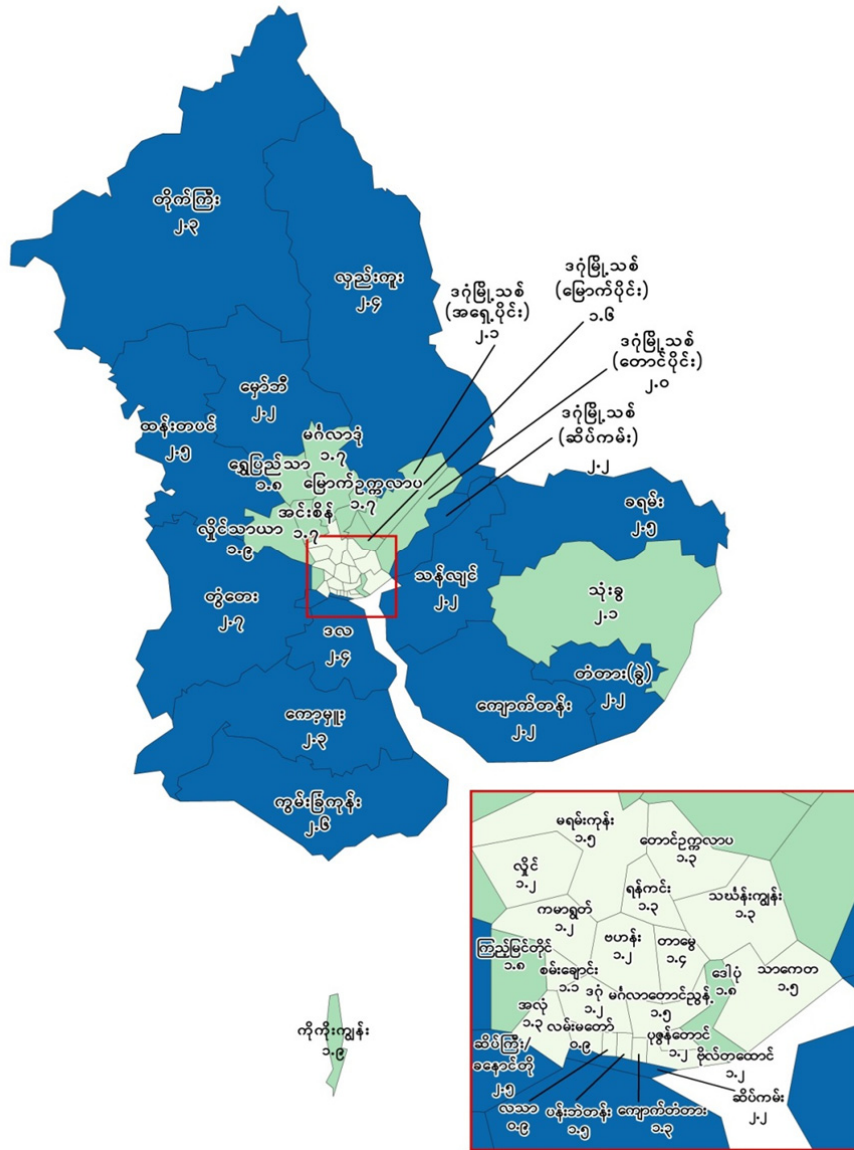 တိုက်ကြီး
၂.၃
လှည်းကူး
၂.၄
ဒဂုံမြို့သစ်
(မြောက်ပိုင်း)
၁.၆
ဒဂုံမြို့သစ်
(အရှေ့ပိုင်း)
၂.၁
ဒဂုံမြို့သစ်
(တောင်ပိုင်း)
၂.၀
ဒဂုံမြို့သစ်
(ဆိပ်ကမ်း)
၂.၂
မှော်ဘီ
၂.၂
ထန်းတပင်
၂.၅
မင်္ဂလာဒုံ
၁.၇
ရွှေပြည်သာ
၁.၈
မြောက်ဥက္ကလာပ
၁.၇
အင်းစိန်
၁.၇
လှိုင်သာယာ
၁.၉
ခရမ်း
၂.၅
သန်လျင်
၂.၂
သုံးခွ
၂.၁
တွံတေး
၂.၇
ဒလ
၂.၄
တံတား(ခွဲ)
၂.၂
ကျောက်တန်း
၂.၂
ကော့မှူး
၂.၃
ကွမ်းခြံကုန်း
၂.၆
ကိုကိုးကျွန်း
၁.၉
မရမ်းကုန်း
၁.၅
တောင်ဥက္ကလာပ
၁.၃
လှိုင်
၁.၂
ရန်ကင်း
၁.၃
သင်္ဃန်းကျွန်း
၁.၃
ကမာရွတ်
၁.၂
ဗဟန်း
၁.၂
တာမွေ
၁.၄
ကြည့်မြင်တိုင်
၁.၈
စမ်းချောင်း
၁.၁
ဒေါပုံ
၁.၈
သာကေတ
၁.၅
ဒဂုံ
၁.၂
မင်္ဂလာတောင်ညွန့်
၁.၅
အလုံ
၁.၃
လမ်းမတော်
၀.၉
ပုဇွန်တောင်
၁.၂
ဗိုလ်တထောင်
၁.၂
ဆိပ်ကြီး/
ခနောင်တို
၂.၅
လသာ
၀.၉
ပန်းဘဲတန်း
၁.၅
ကျောက်တံတား
၁.၃
ဆိပ်ကမ်း
၂.၂